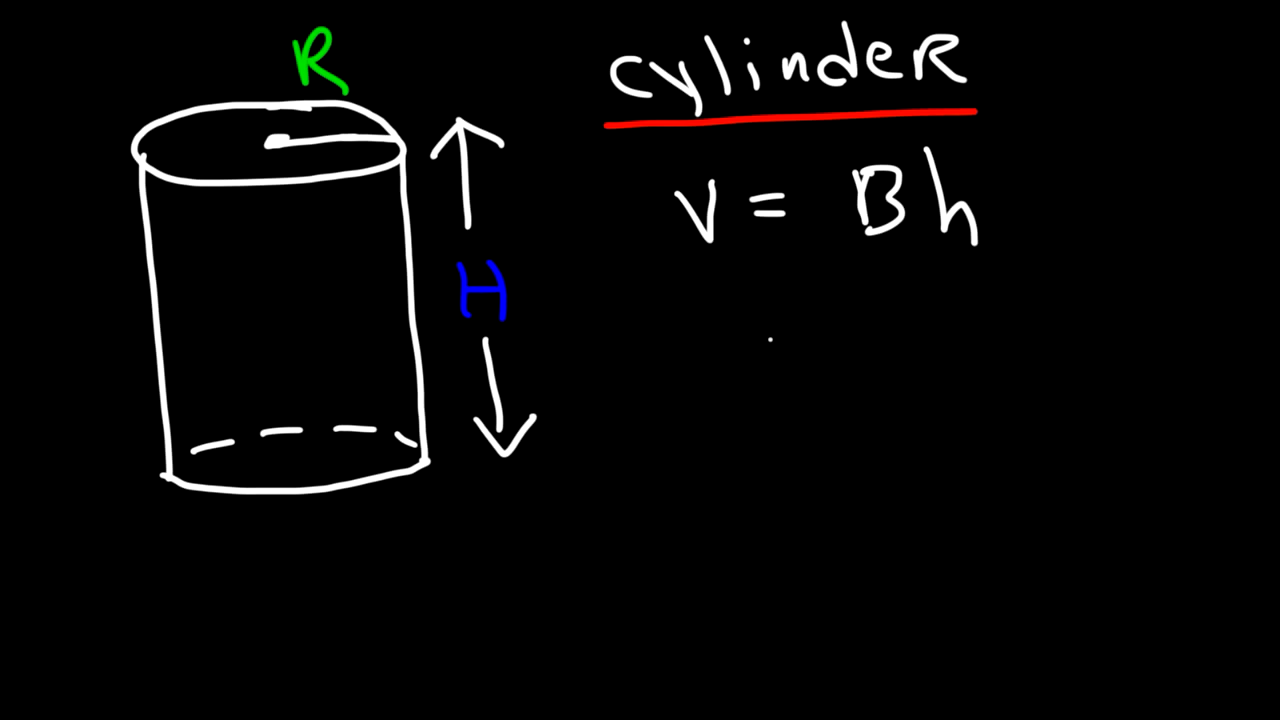 R
cylinder
V = Bh
H